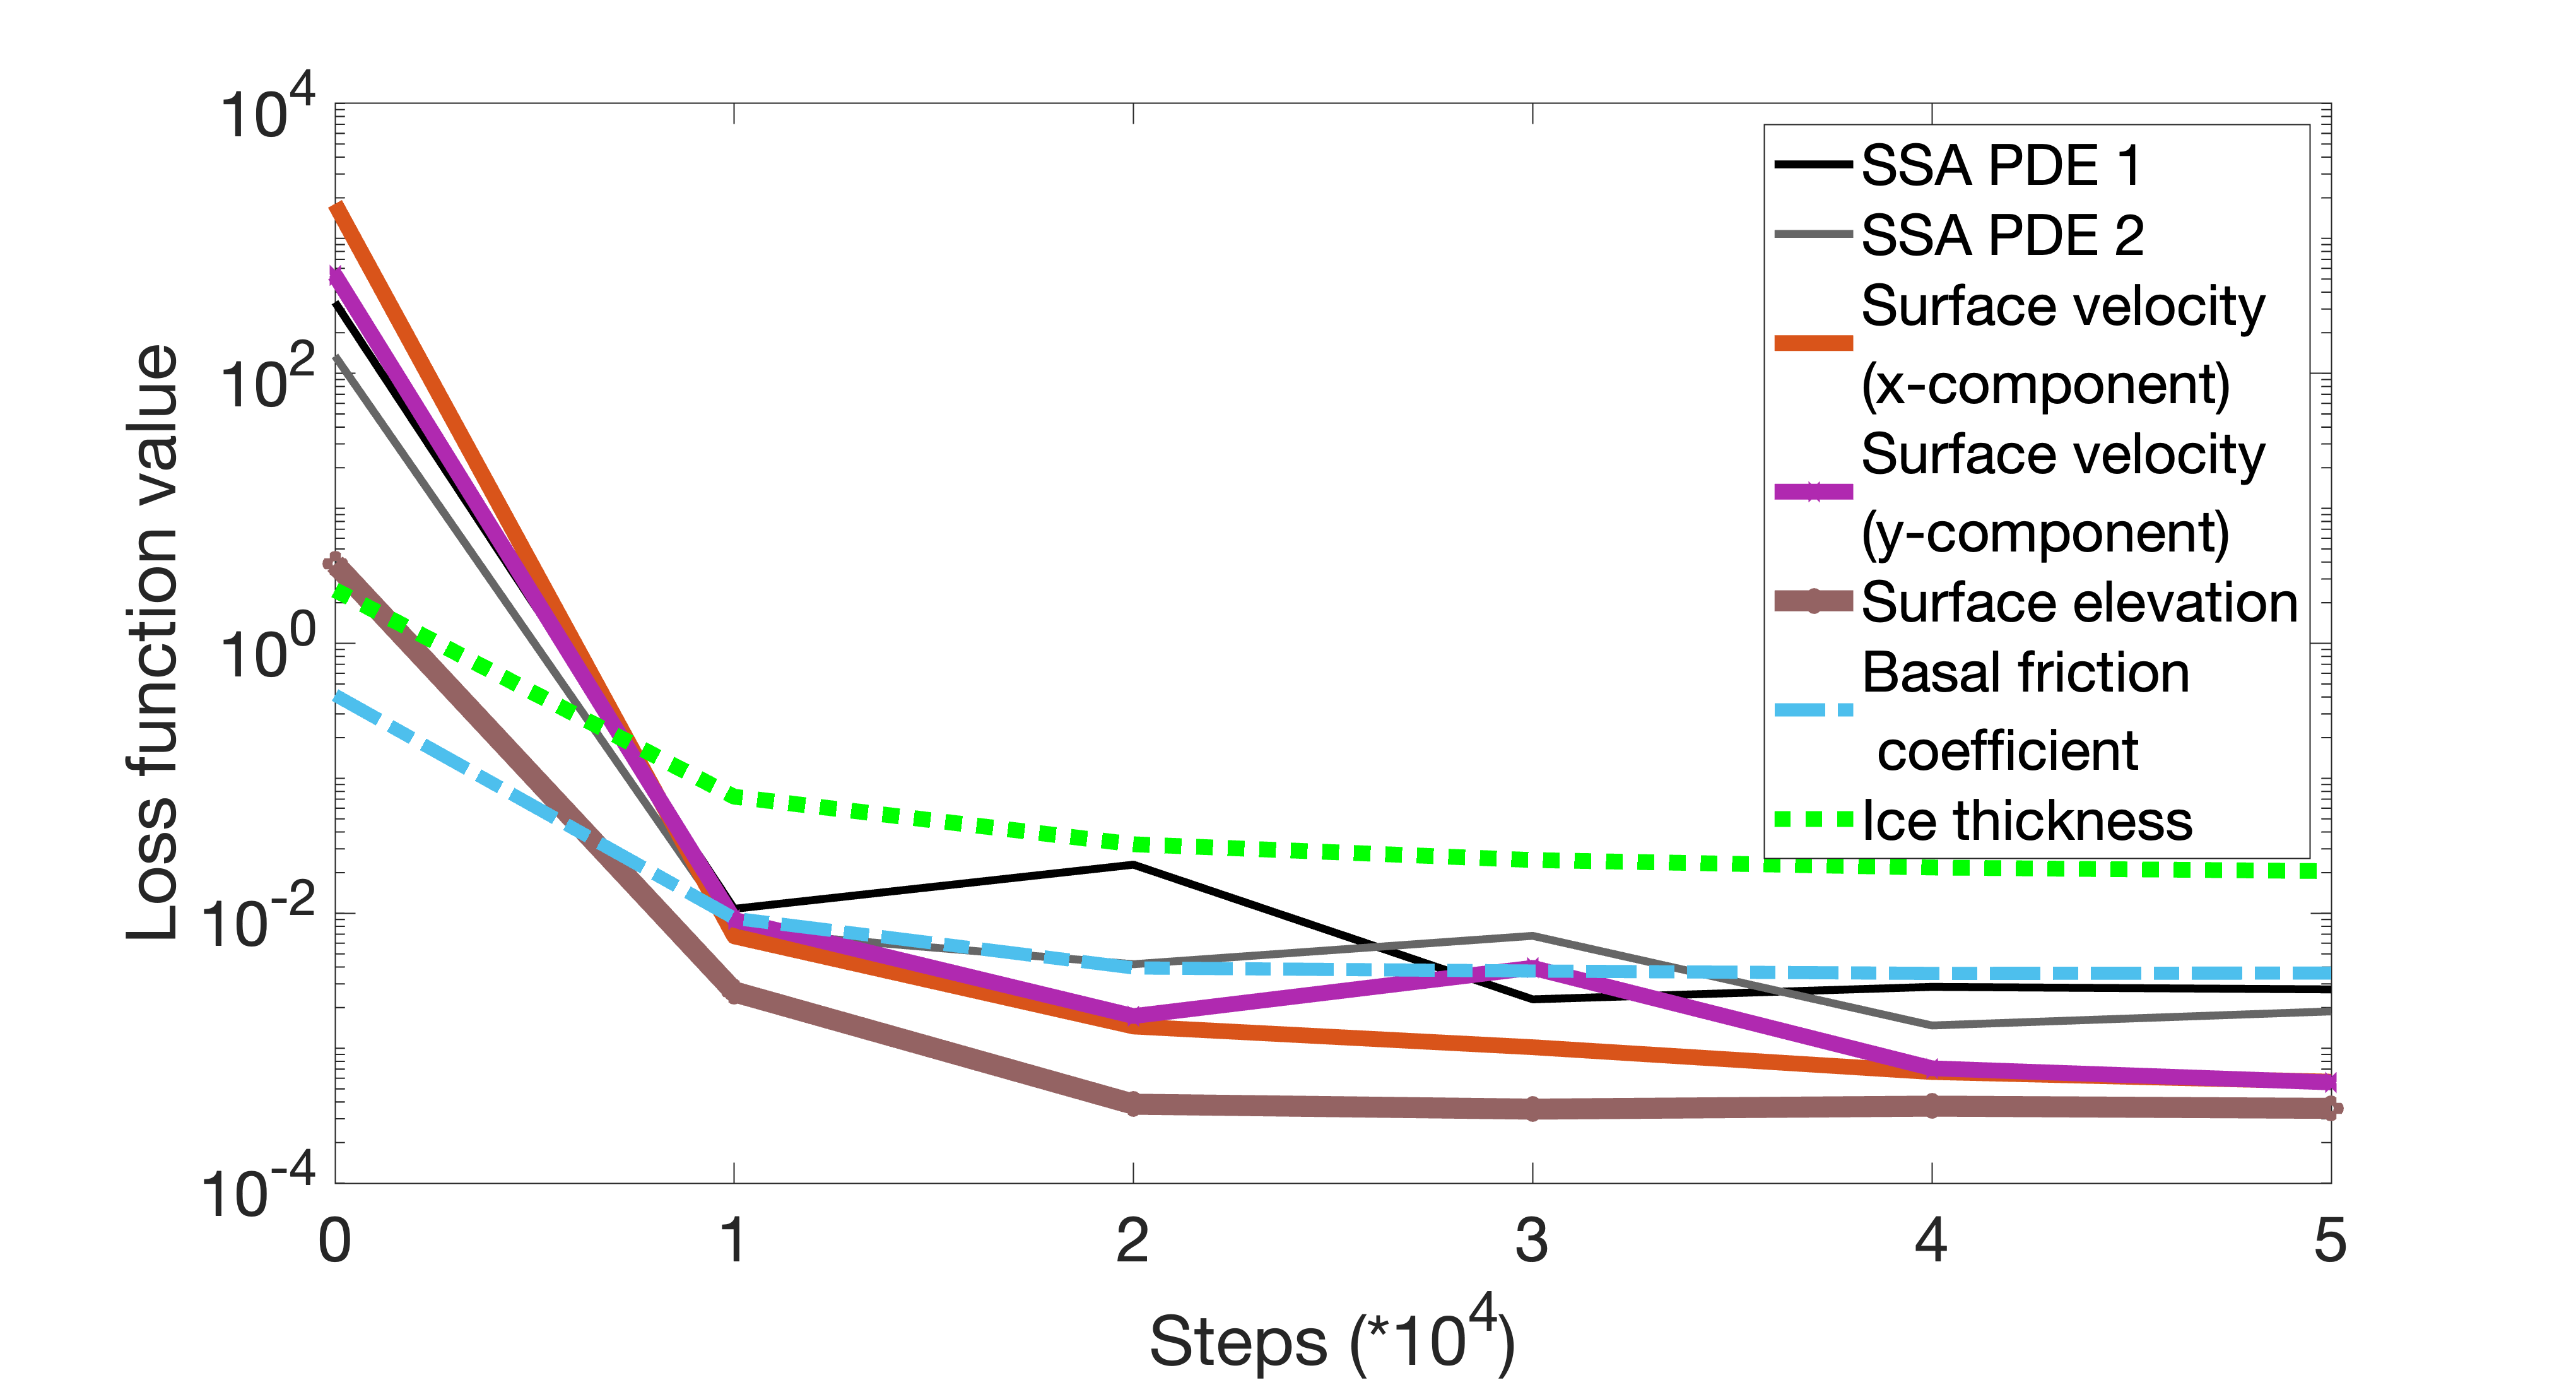 10^4
10^2
10^0
10^-2
10^-4
Loss function value
SSA PDE 1
SSA PDE 2
Surface velocity
(x-component)
Surface velocity
(y-component)
Surface elevation
Basal friction
coefficient
Ice thickness
0 1 2 3 4 5
Steps (*10^4)